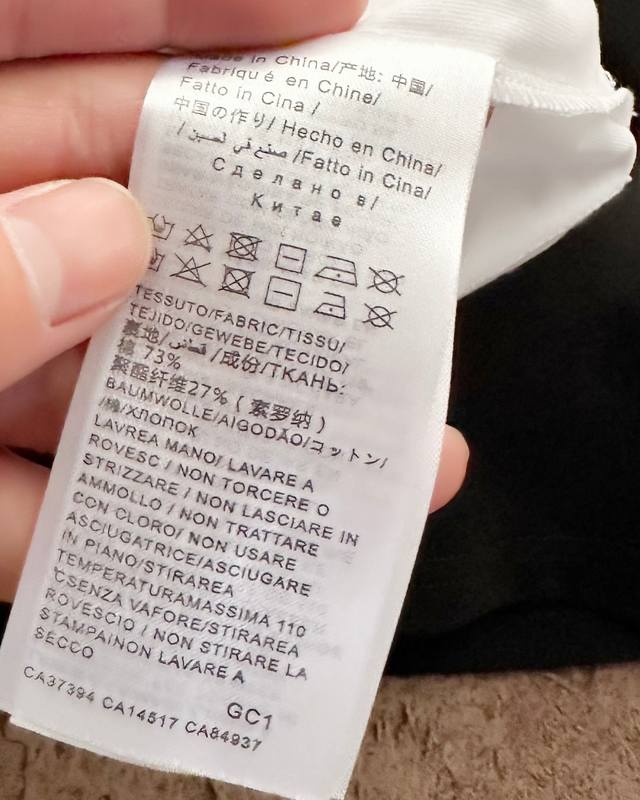 in China/产地: 中国/
Fabriqué en Chine/
Fatto in Cina /
中国の作り/ Hecho en China/
/صنع في /Fatto in Cina/
Сделано в/
Китае
TESSUTO/FABRIC/TISSU/
TEJIDO/GEWEBE/TECIDO/
地/ /成份/ТКАНЬ:
棉 73%
聚酯纤维27% ( 索罗纳 )
BAUMWOLLE/AIGODÃO/コットン/
/棉/хлопок
LAVREA MANO/ LAVARE A
ROVESC / NON TORCERE O
STRIZZARE / NON LASCIARE IN
AMMOLLO / NON TRATTARE
CON CLORO/ NON USARE
ASCIUGATRICE/ASCIUGARE
IN PIANO/STIRAREA
TEMPERATURAMASSIMA 110
CSENZA VAFORE/STIRAREA
ROVESCIO / NON STIRARE LA
STAMPA/NON LAVARE A
SECCO
GC1
CA37394 CA14517 CA84937